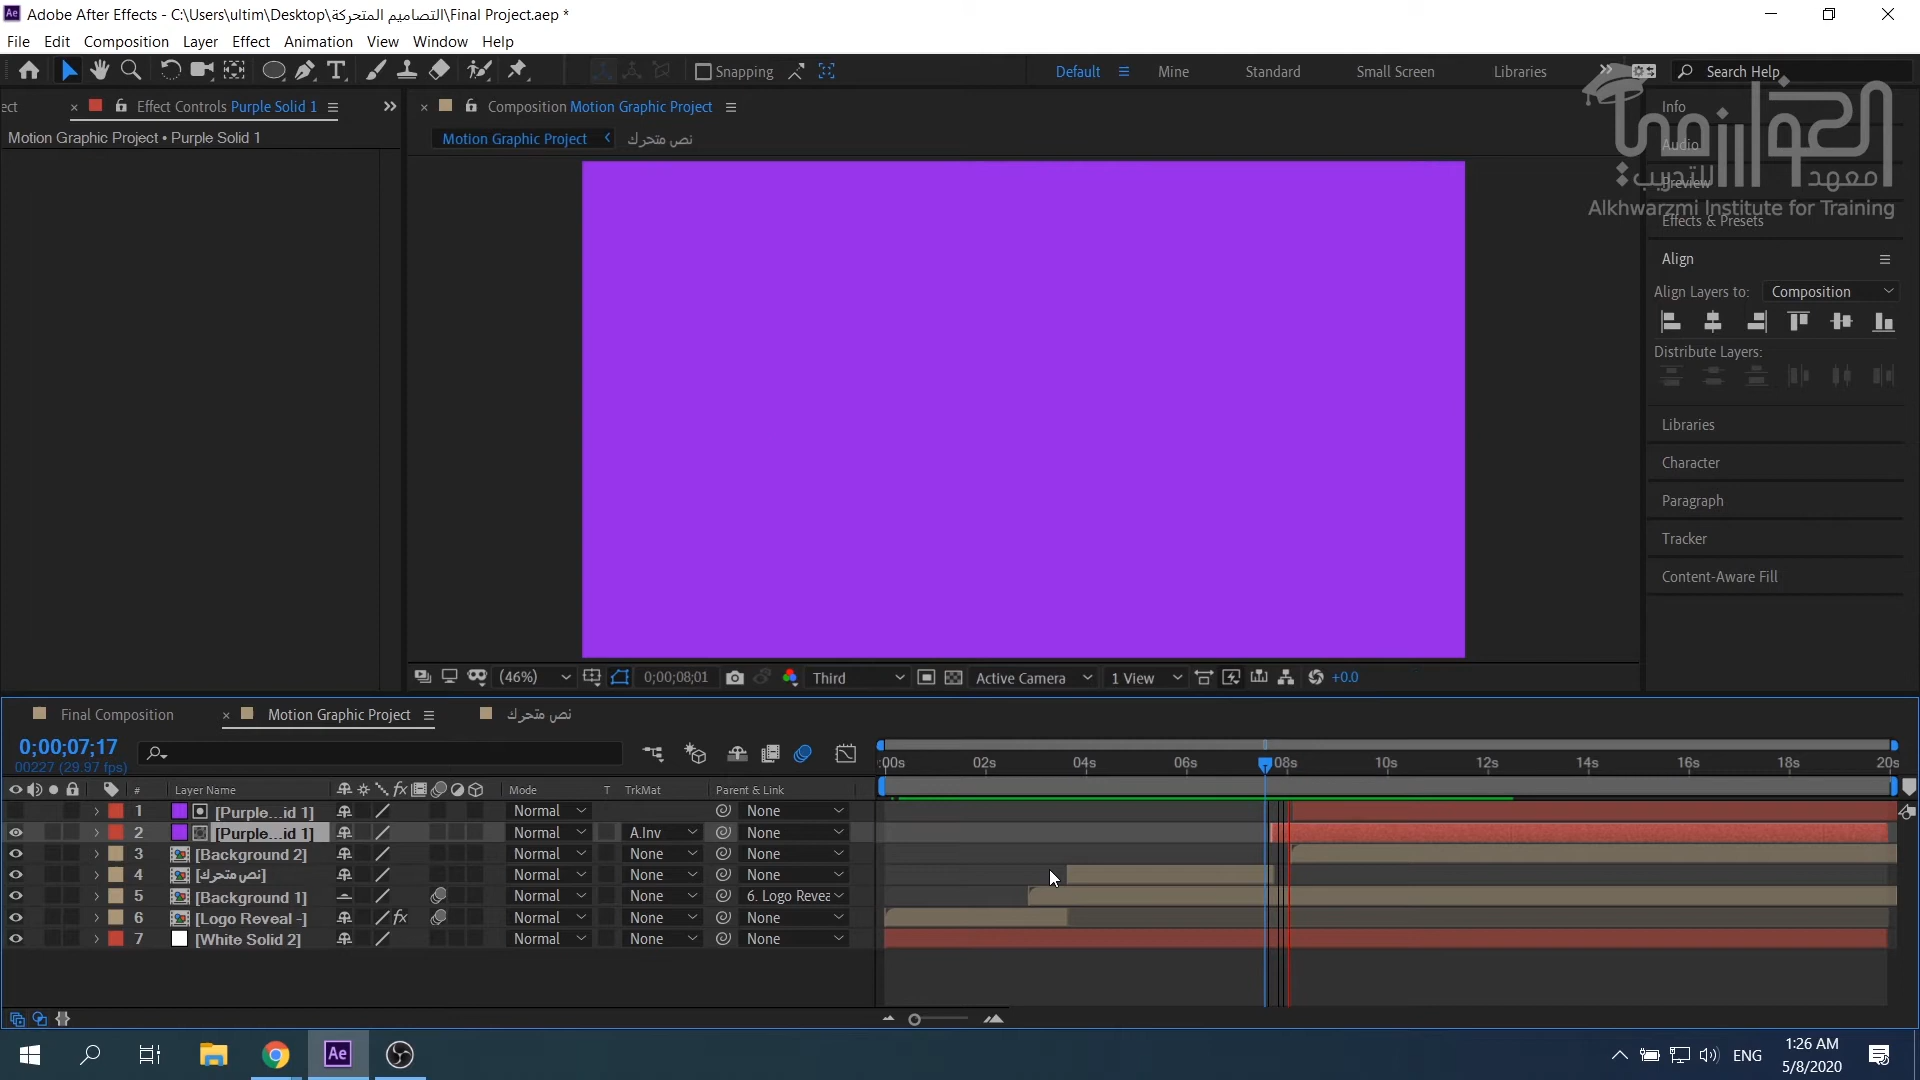 Adobe After Effects - C:\Users\ultim\Desktop\التصاميم المتحركة\Final Project.aep *
File Edit Composition Layer Effect Animation View Window Help
Snapping
Default
Mine
Standard
Small Screen
Libraries
Search Help
ect
Effect Controls Purple Solid 1
Composition Motion Graphic Project
Info
Motion Graphic Project • Purple Solid 1
Motion Graphic Project
نص متحرك
Audio
الخوارزمي
معهد
للتدريب
Preview
Alkhwarzmi Institute for Training
Effects & Presets
Align
Align Layers to: Composition
Distribute Layers:
Libraries
Character
Paragraph
Tracker
Content-Aware Fill
(46%)
0;00;08;01
Third
Active Camera
1 View
+0.0
Final Composition
Motion Graphic Project
نص متحرك
0;00;07;17
00227 (29.97 fps)
:00s 02s 04s 06s 08s 10s 12s 14s 16s 18s 20s
# Layer Name Mode T TrkMat Parent & Link
1 [Purple...id 1] Normal None
2 [Purple...id 1] Normal A.Inv None
3 [Background 2] Normal None None
4 [نص متحرك] Normal None None
5 [Background 1] Normal None 6. Logo Revea
6 [Logo Reveal -] fx Normal None None
7 [White Solid 2] Normal None None
Ae
ENG
1:26 AM
5/8/2020